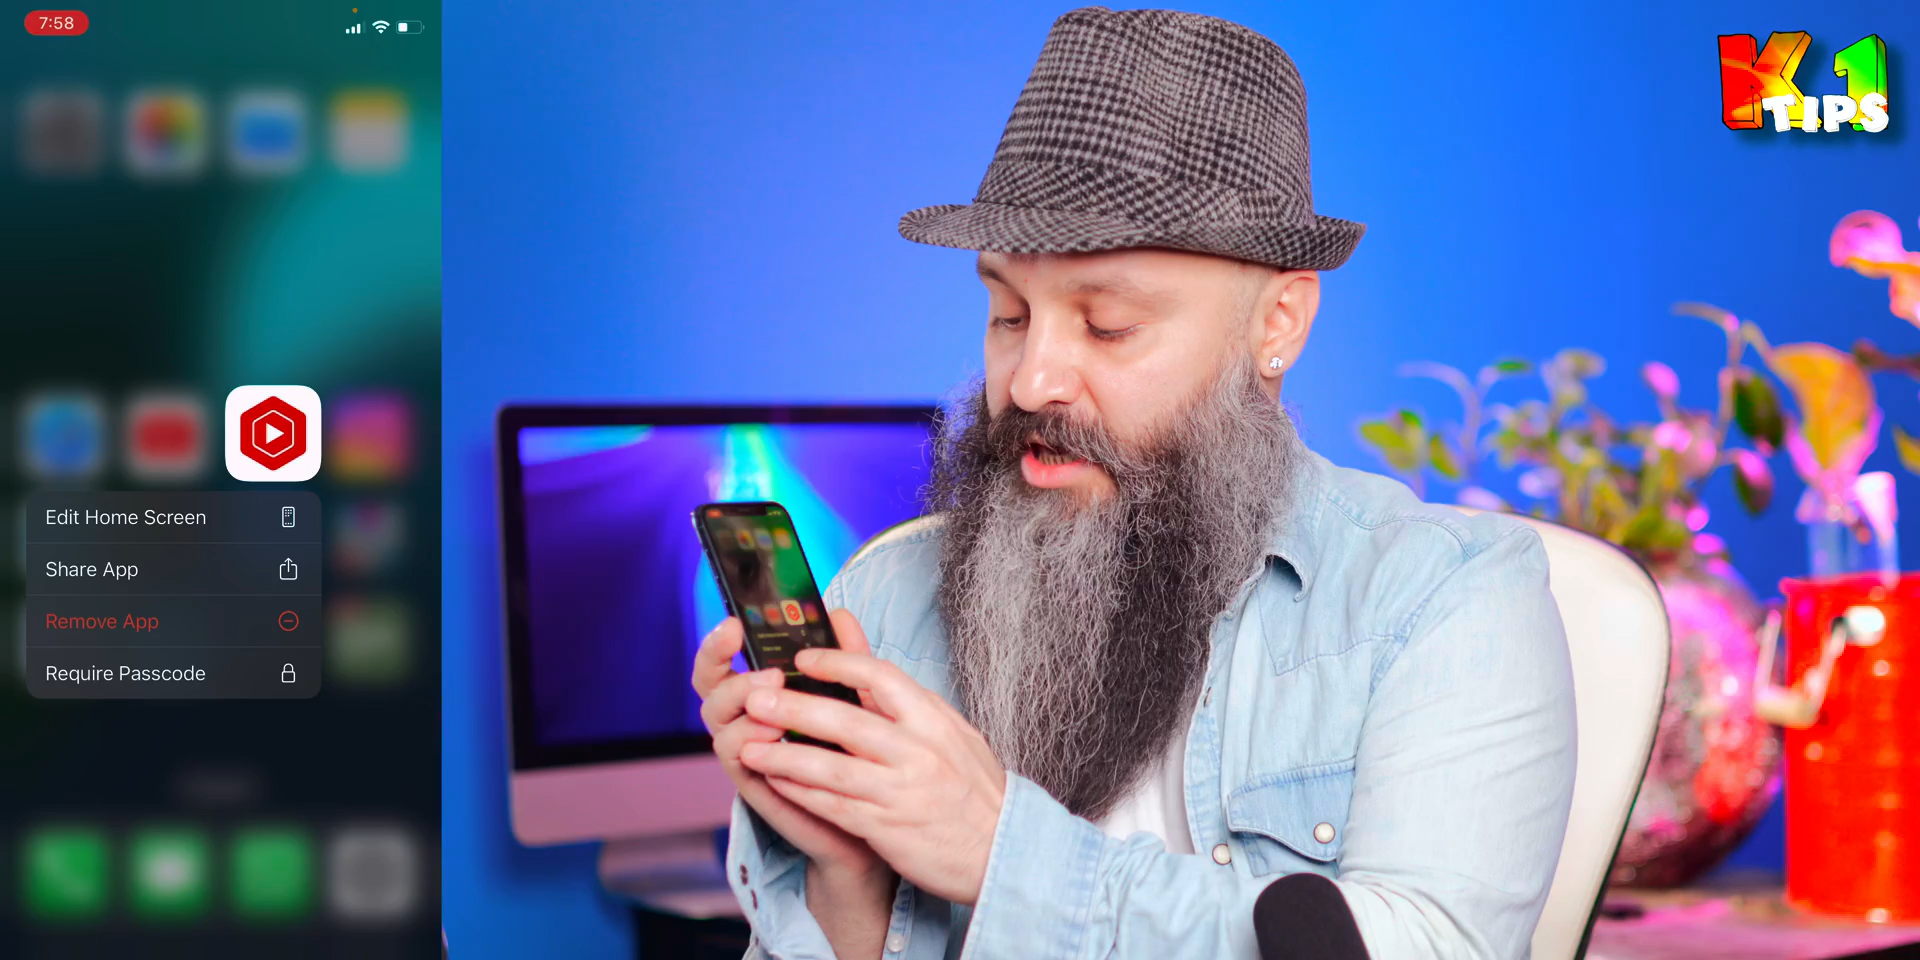 7:58
K1
TIPS
Edit Home Screen
Share App
Remove App
Require Passcode